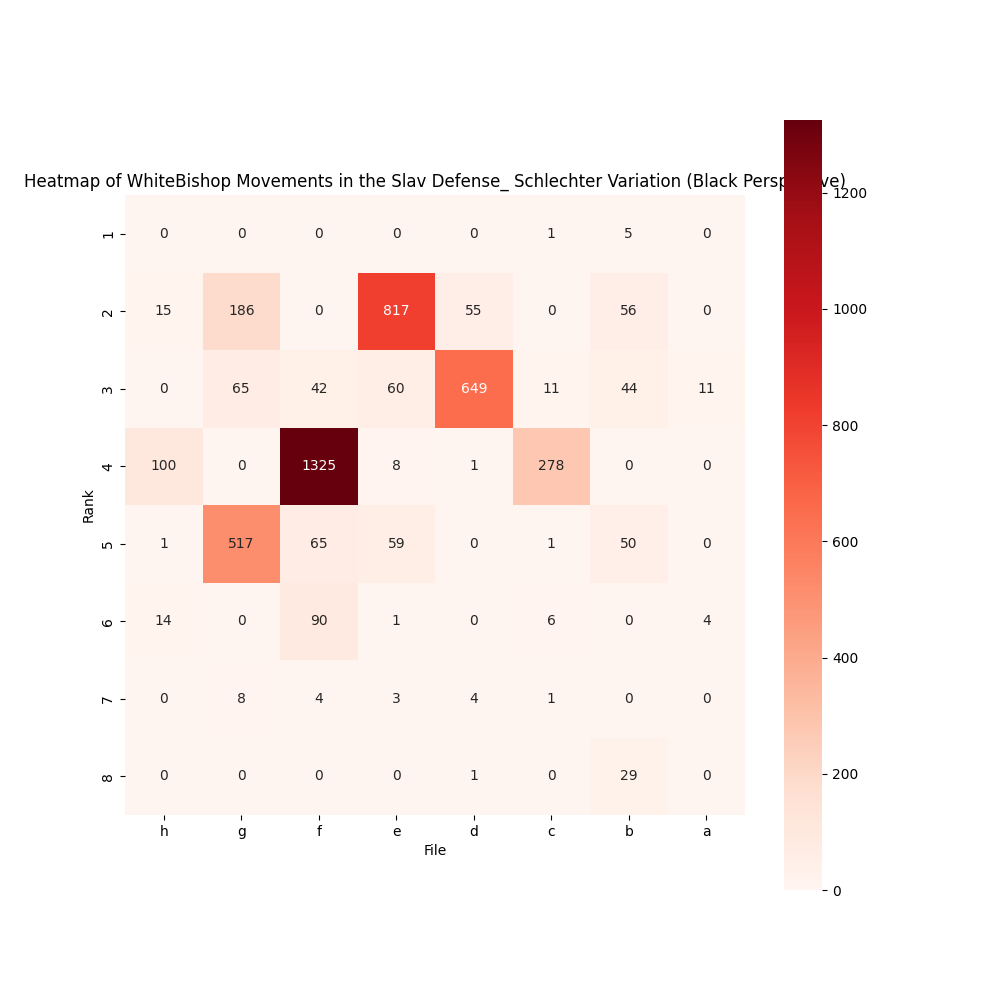 Heatmap of WhiteBishop Movements in the Slav Defense_ Schlechter Variation (Black Persp ve)
1200
1 0 0 0 0 0 1 5 0
2 15 186 0 817 55 0 56 0
1000
3 0 65 42 60 649 11 44 11
800
4 100 0 1325 8 1 278 0 0
Rank
600
5 1 517 65 59 0 1 50 0
6 14 0 90 1 0 6 0 4
400
7 0 8 4 3 4 1 0 0
200
8 0 0 0 0 1 0 29 0
h g f e d c b a
File
0